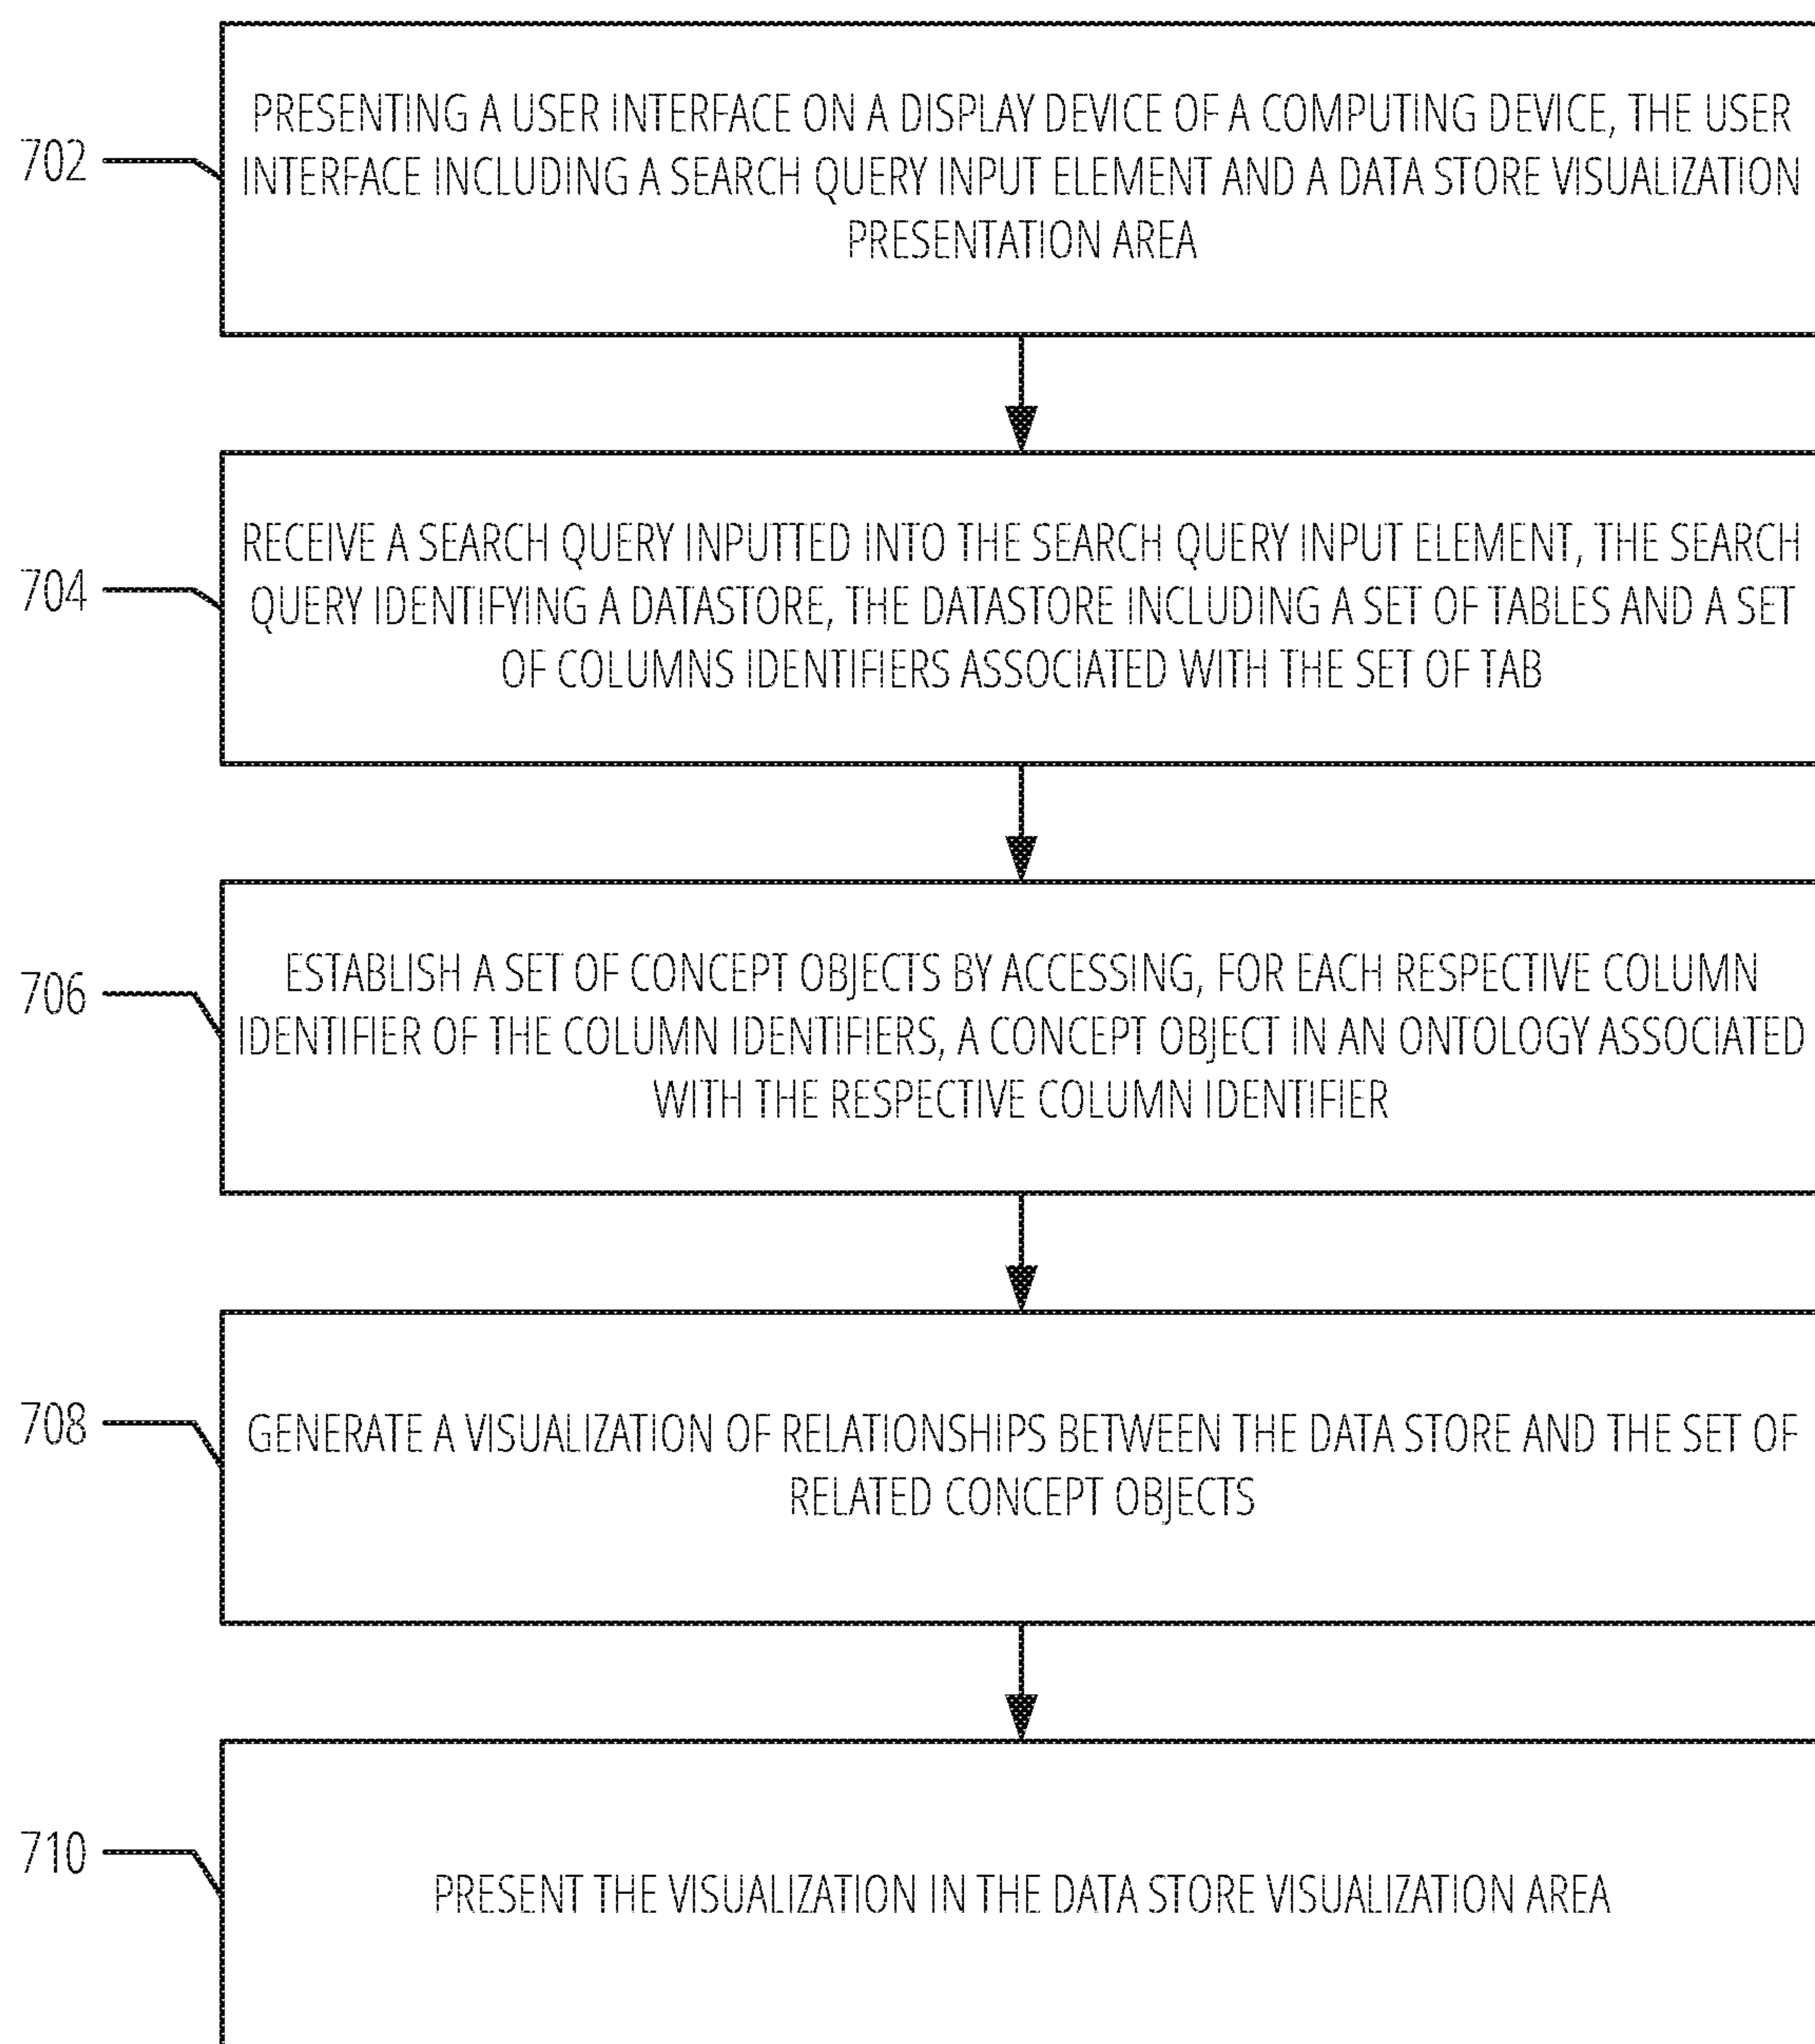 702
PRESENTING A USER INTERFACE ON A DISPLAY DEVICE OF A COMPUTING DEVICE, THE USER
INTERFACE INCLUDING A SEARCH QUERY INPUT ELEMENT AND A DATA STORE VISUALIZATION
PRESENTATION AREA
704
RECEIVE A SEARCH QUERY INPUTTED INTO THE SEARCH QUERY INPUT ELEMENT, THE SEARCH
QUERY IDENTIFYING A DATASTORE, THE DATASTORE INCLUDING A SET OF TABLES AND A SET
OF COLUMNS IDENTIFIERS ASSOCIATED WITH THE SET OF TAB
706
ESTABLISH A SET OF CONCEPT OBJECTS BY ACCESSING, FOR EACH RESPECTIVE COLUMN
IDENTIFIER OF THE COLUMN IDENTIFIERS, A CONCEPT OBJECT IN AN ONTOLOGY ASSOCIATED
WITH THE RESPECTIVE COLUMN IDENTIFIER
708
GENERATE A VISUALIZATION OF RELATIONSHIPS BETWEEN THE DATA STORE AND THE SET OF
RELATED CONCEPT OBJECTS
710
PRESENT THE VISUALIZATION IN THE DATA STORE VISUALIZATION AREA